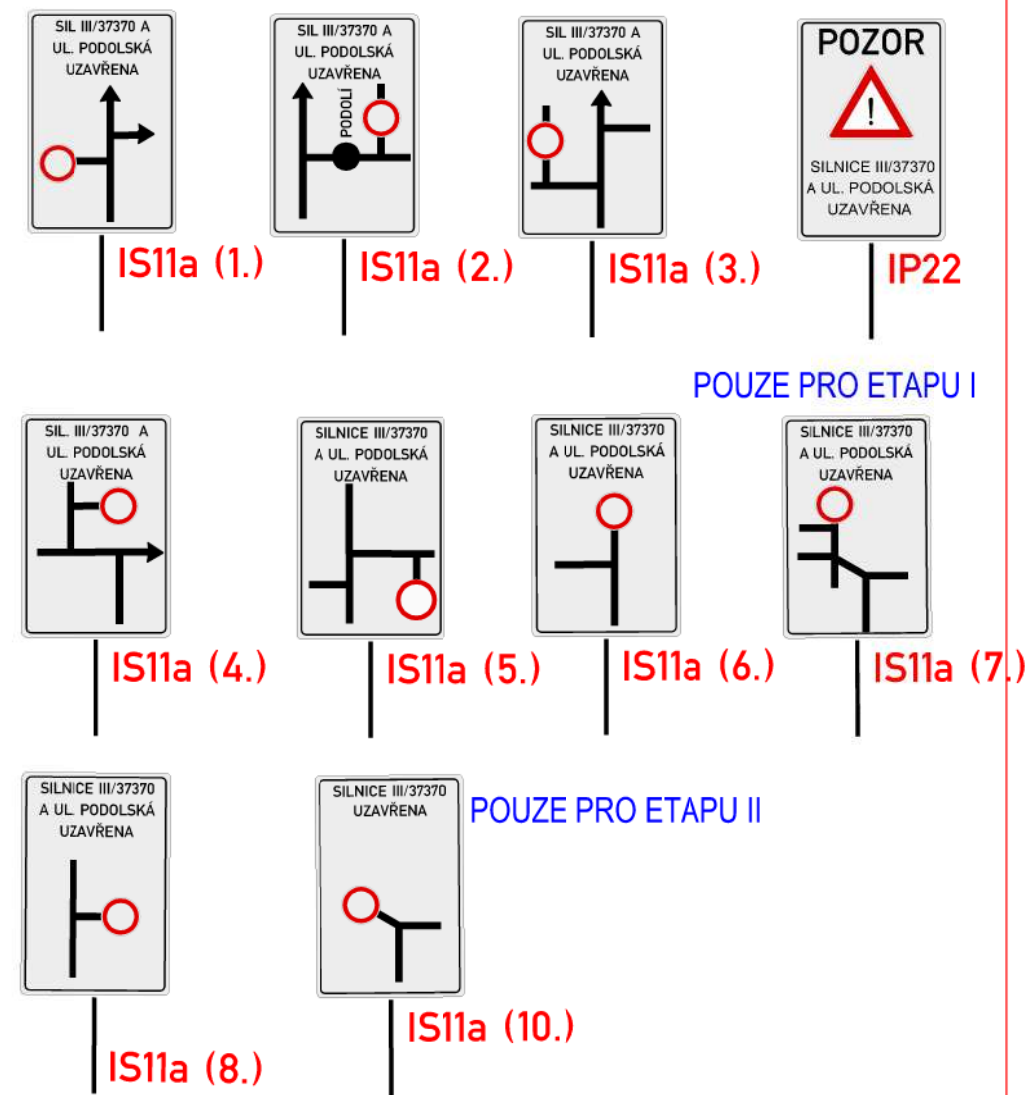 SIL III/37370 A
UL. PODOLSKÁ
UZAVŘENA
IS11a (1.)
SIL III/37370 A
UL. PODOLSKÁ
UZAVŘENA
PODOLÍ
IS11a (2.)
SIL III/37370 A
UL. PODOLSKÁ
UZAVŘENA
IS11a (3.)
POZOR
!
SILNICE III/37370
A UL. PODOLSKÁ
UZAVŘENA
IP22
POUZE PRO ETAPU I
SIL. III/37370 A
UL. PODOLSKÁ
UZAVŘENA
IS11a (4.)
SILNICE III/37370
A UL. PODOLSKÁ
UZAVŘENA
IS11a (5.)
SILNICE III/37370
A UL. PODOLSKÁ
UZAVŘENA
IS11a (6.)
SILNICE III/37370
A UL. PODOLSKÁ
UZAVŘENA
IS11a (7.)
SILNICE III/37370
A UL. PODOLSKÁ
UZAVŘENA
IS11a (8.)
SILNICE III/37370
UZAVŘENA
POUZE PRO ETAPU II
IS11a (10.)